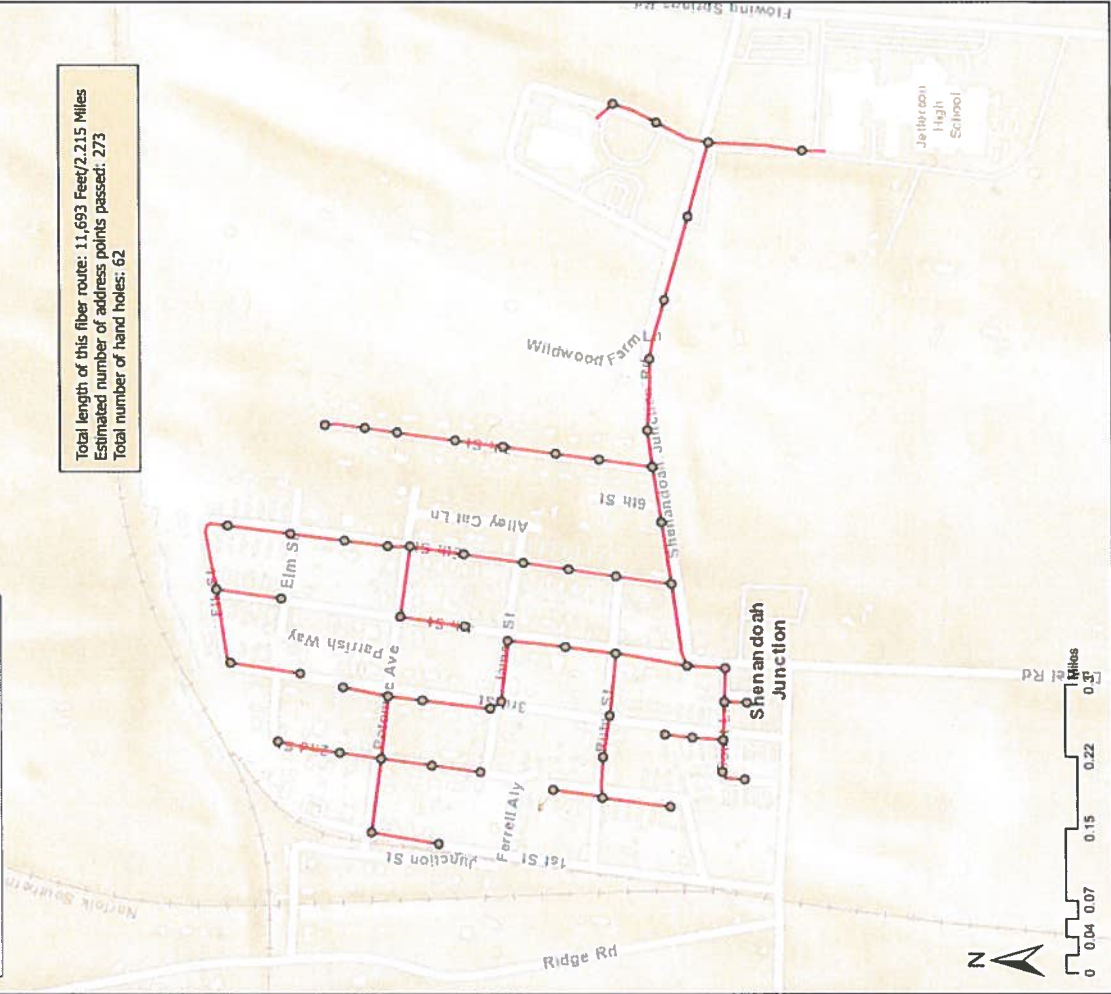 Flowing Springs Rd
Total length of this fiber route: 11,693 Feet/2.215 Miles
Estimated number of address points passed: 273
Total number of hand holes: 62
Jefferson
High
School
Wildwood Farm Ln
6th St
Alley Cat Ln
Elm St
Parrish Way
Potomac Ave
3rd St
2nd St
Shenandoah Junction Rd
Ruby St
Shenandoah
Junction
Ferrell Aly
1st St
Junction St
Norfolk Southern
Ridge Rd
N
0
0.04
0.07
0.15
0.22
0.3
Miles